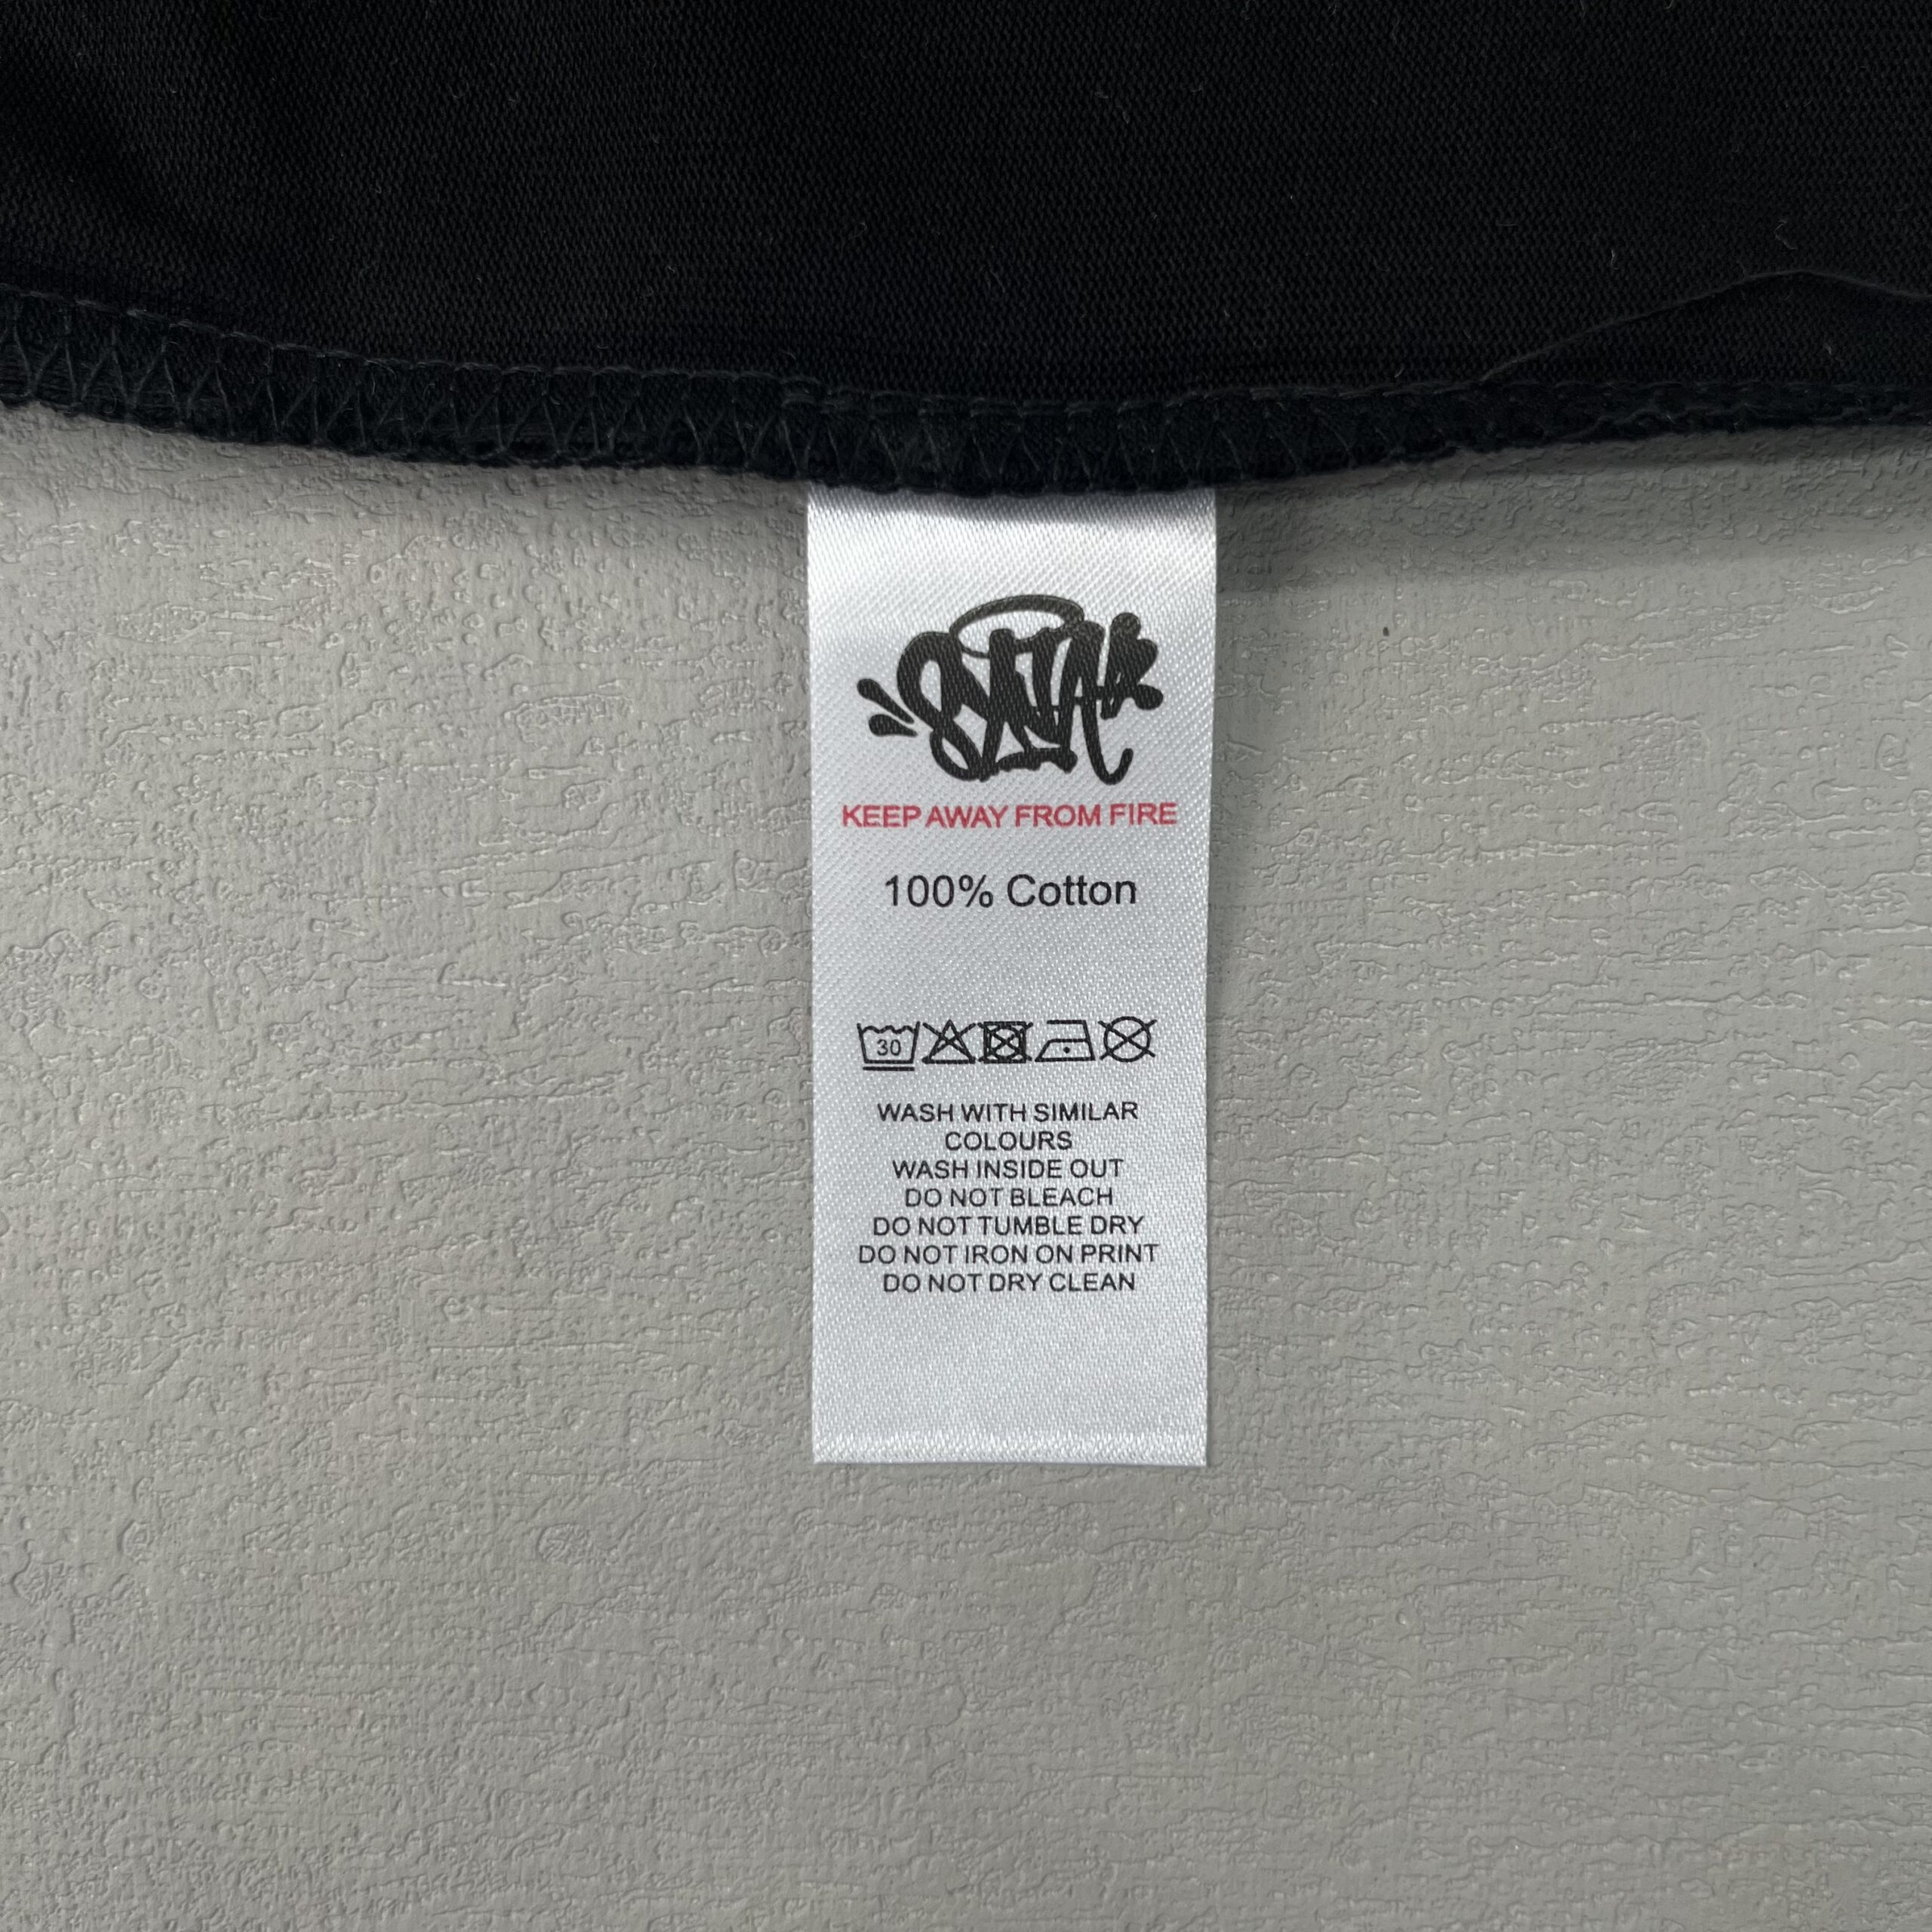 SYNA
KEEP AWAY FROM FIRE
100% Cotton
30
WASH WITH SIMILAR
COLOURS
WASH INSIDE OUT
DO NOT BLEACH
DO NOT TUMBLE DRY
DO NOT IRON ON PRINT
DO NOT DRY CLEAN